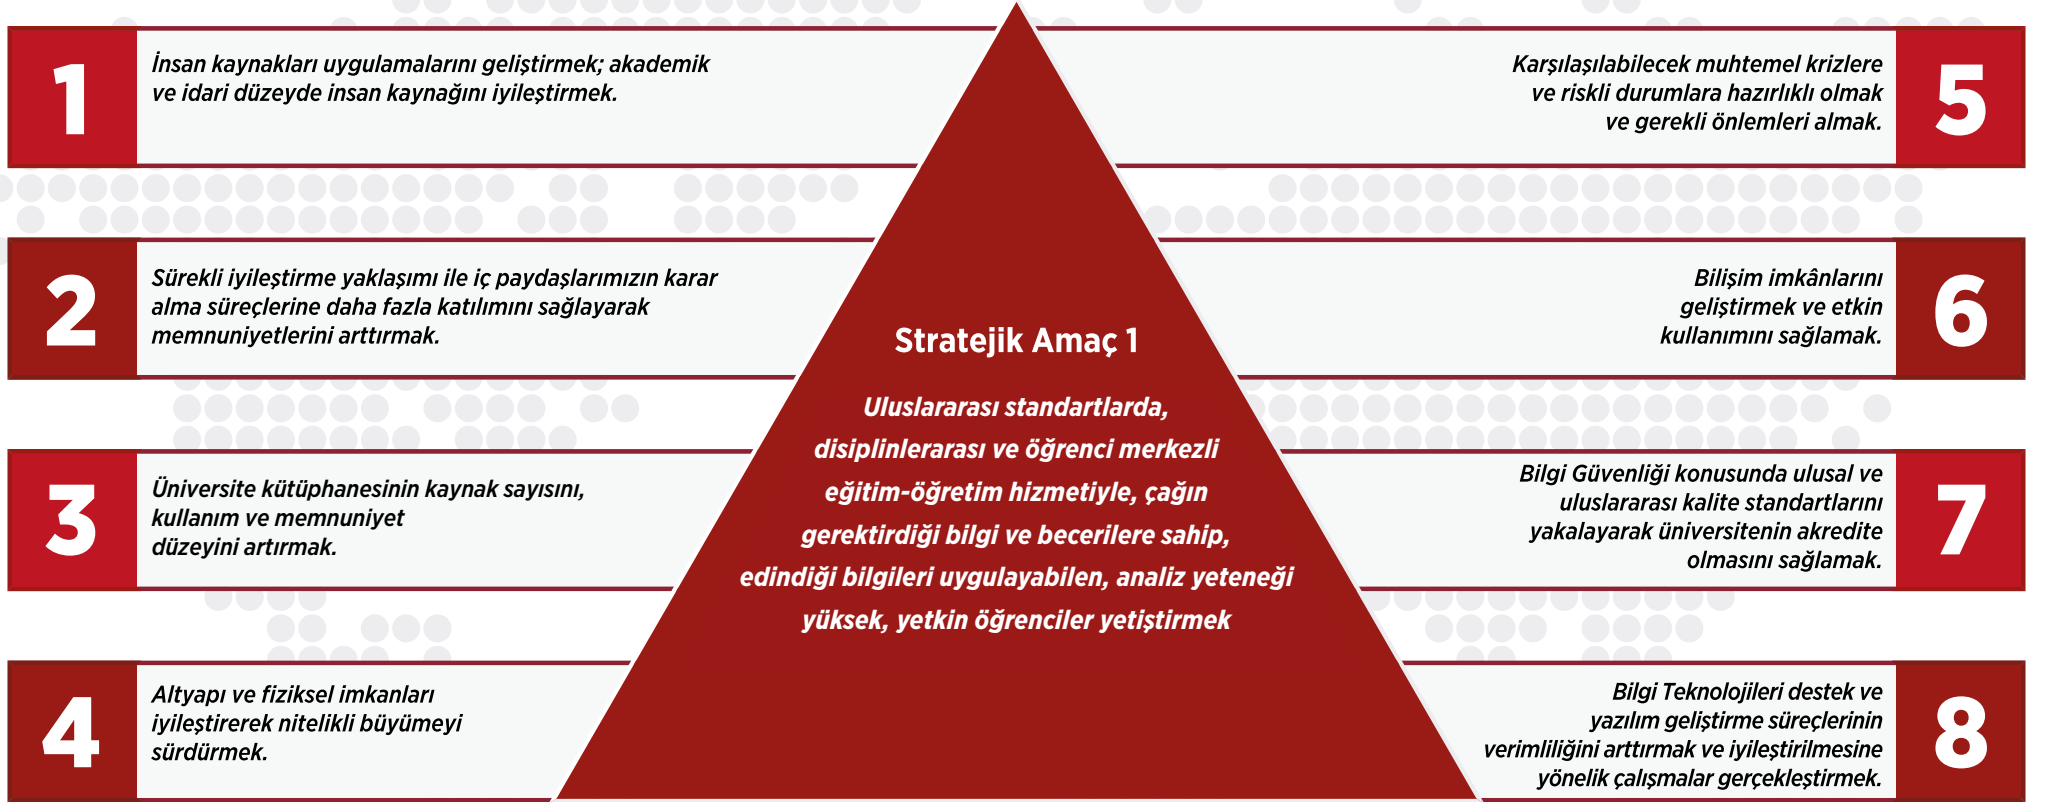 1
İnsan kaynakları uygulamalarını geliştirmek; akademik
ve idari düzeyde insan kaynağını iyileştirmek.
2
Sürekli iyileştirme yaklaşımı ile iç paydaşlarımızın karar
alma süreçlerine daha fazla katılımını sağlayarak
memnuniyetlerini arttırmak.
3
Üniversite kütüphanesinin kaynak sayısını,
kullanım ve memnuniyet
düzeyini artırmak.
4
Altyapı ve fiziksel imkanları
iyileştirerek nitelikli büyümeyi
sürdürmek.
Stratejik Amaç 1
Uluslararası standartlarda,
disiplinlerarası ve öğrenci merkezli
eğitim-öğretim hizmetiyle, çağın
gerektirdiği bilgi ve becerilere sahip,
edindiği bilgileri uygulayabilen, analiz yeteneği
yüksek, yetkin öğrenciler yetiştirmek
Karşılaşılabilecek muhtemel krizlere
ve riskli durumlara hazırlıklı olmak
ve gerekli önlemleri almak.
5
Bilişim imkânlarını
geliştirmek ve etkin
kullanımını sağlamak.
6
Bilgi Güvenliği konusunda ulusal ve
uluslararası kalite standartlarını
yakalayarak üniversitenin akredite
olmasını sağlamak.
7
Bilgi Teknolojileri destek ve
yazılım geliştirme süreçlerinin
verimliliğini arttırmak ve iyileştirilmesine
yönelik çalışmalar gerçekleştirmek.
8